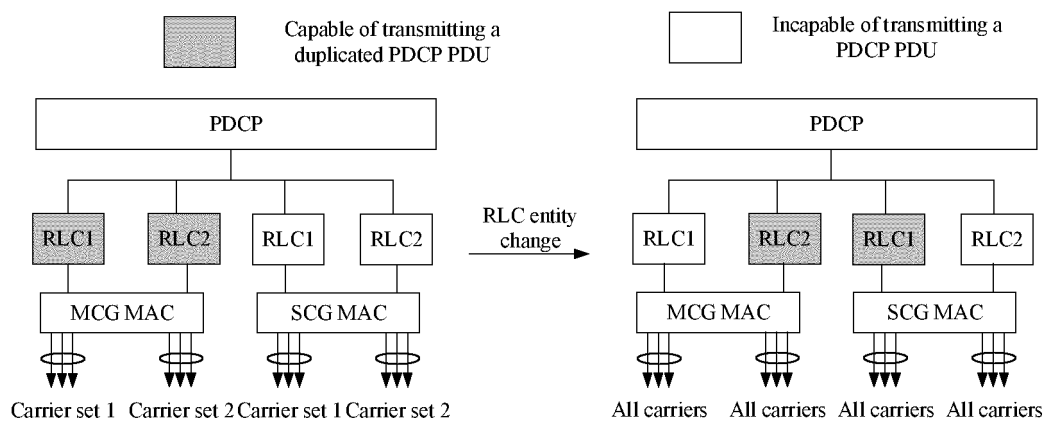 Capable of transmitting a
duplicated PDCP PDU
Incapable of transmitting a
PDCP PDU
PDCP
RLC1
RLC2
RLC1
RLC2
MCG MAC
SCG MAC
Carrier set 1
Carrier set 2
Carrier set 1
Carrier set 2
RLC entity
change
PDCP
RLC1
RLC2
RLC1
RLC2
MCG MAC
SCG MAC
All carriers
All carriers
All carriers
All carriers